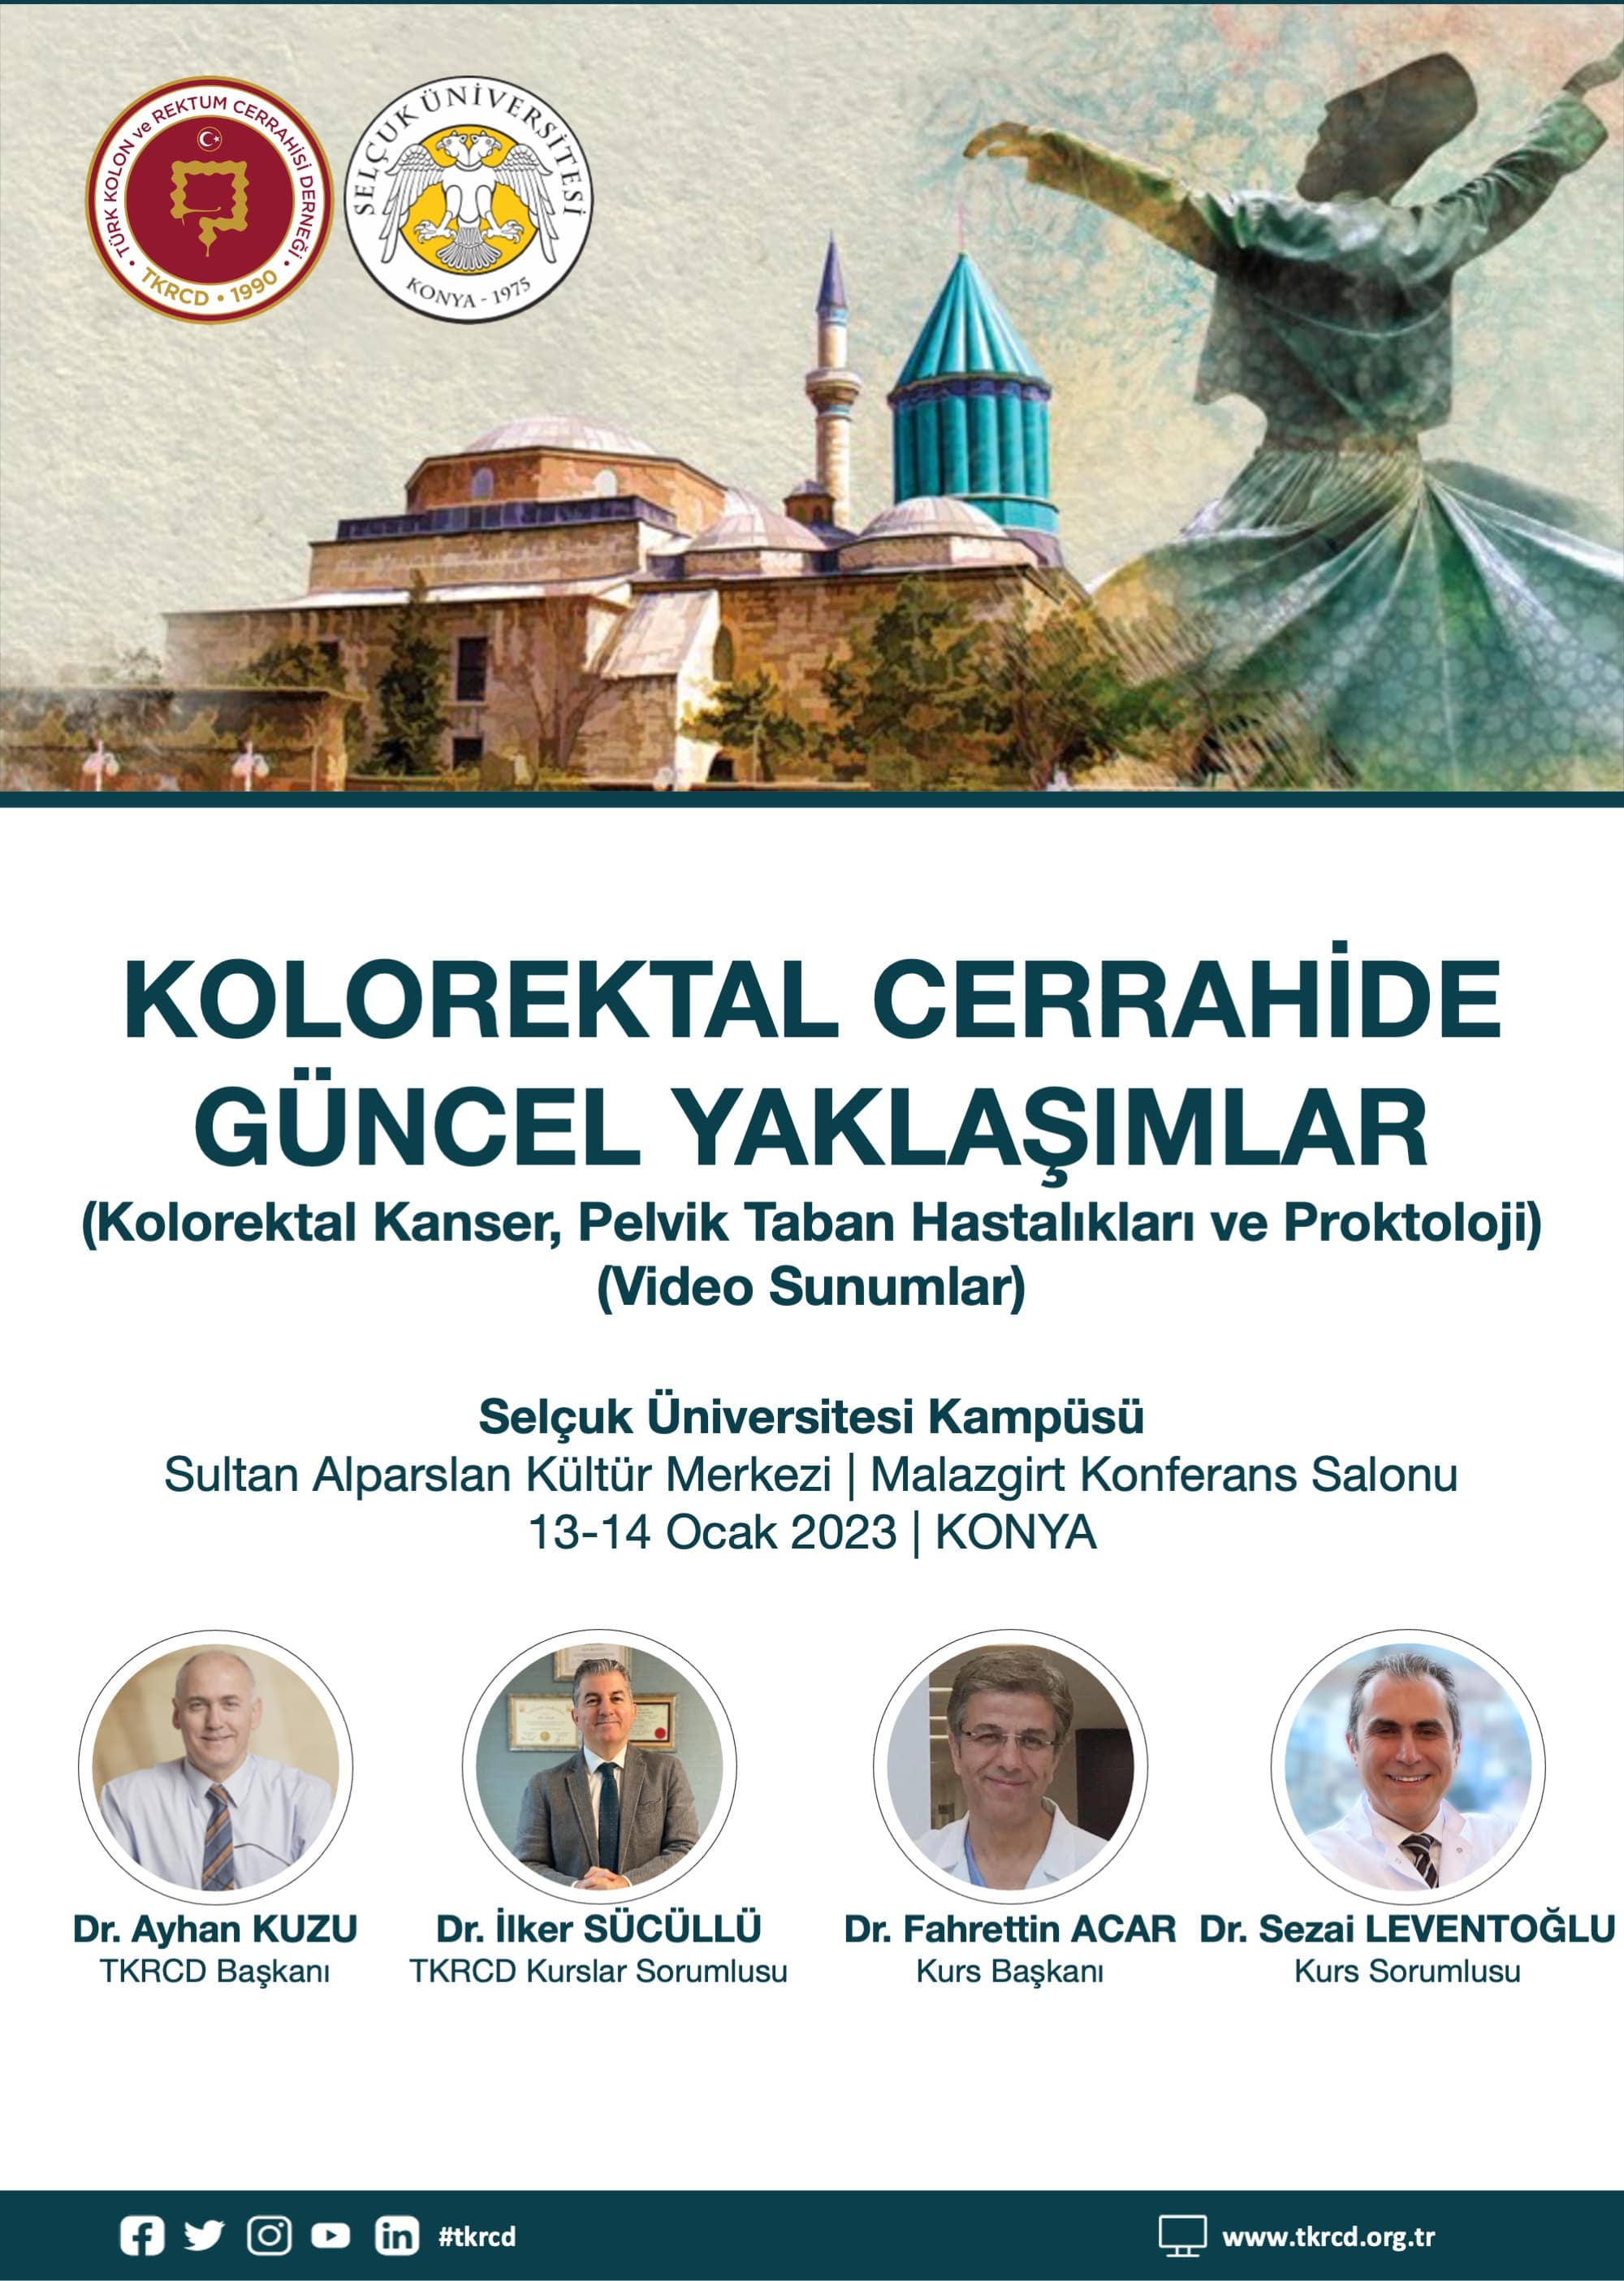 TÜRK KOLON ve REKTUM CERRAHİSİ DERNEĞİ
TKRCD • 1990
SELÇUK ÜNİVERSİTESİ
KONYA - 1975
KOLOREKTAL CERRAHİDE
GÜNCEL YAKLAŞIMLAR
(Kolorektal Kanser, Pelvik Taban Hastalıkları ve Proktoloji)
(Video Sunumlar)
Selçuk Üniversitesi Kampüsü
Sultan Alparslan Kültür Merkezi | Malazgirt Konferans Salonu
13-14 Ocak 2023 | KONYA
Dr. Ayhan KUZU
TKRCD Başkanı
Dr. İlker SÜCÜLLÜ
TKRCD Kurslar Sorumlusu
Dr. Fahrettin ACAR
Kurs Başkanı
Dr. Sezai LEVENTOĞLU
Kurs Sorumlusu
#tkrcd
www.tkrcd.org.tr